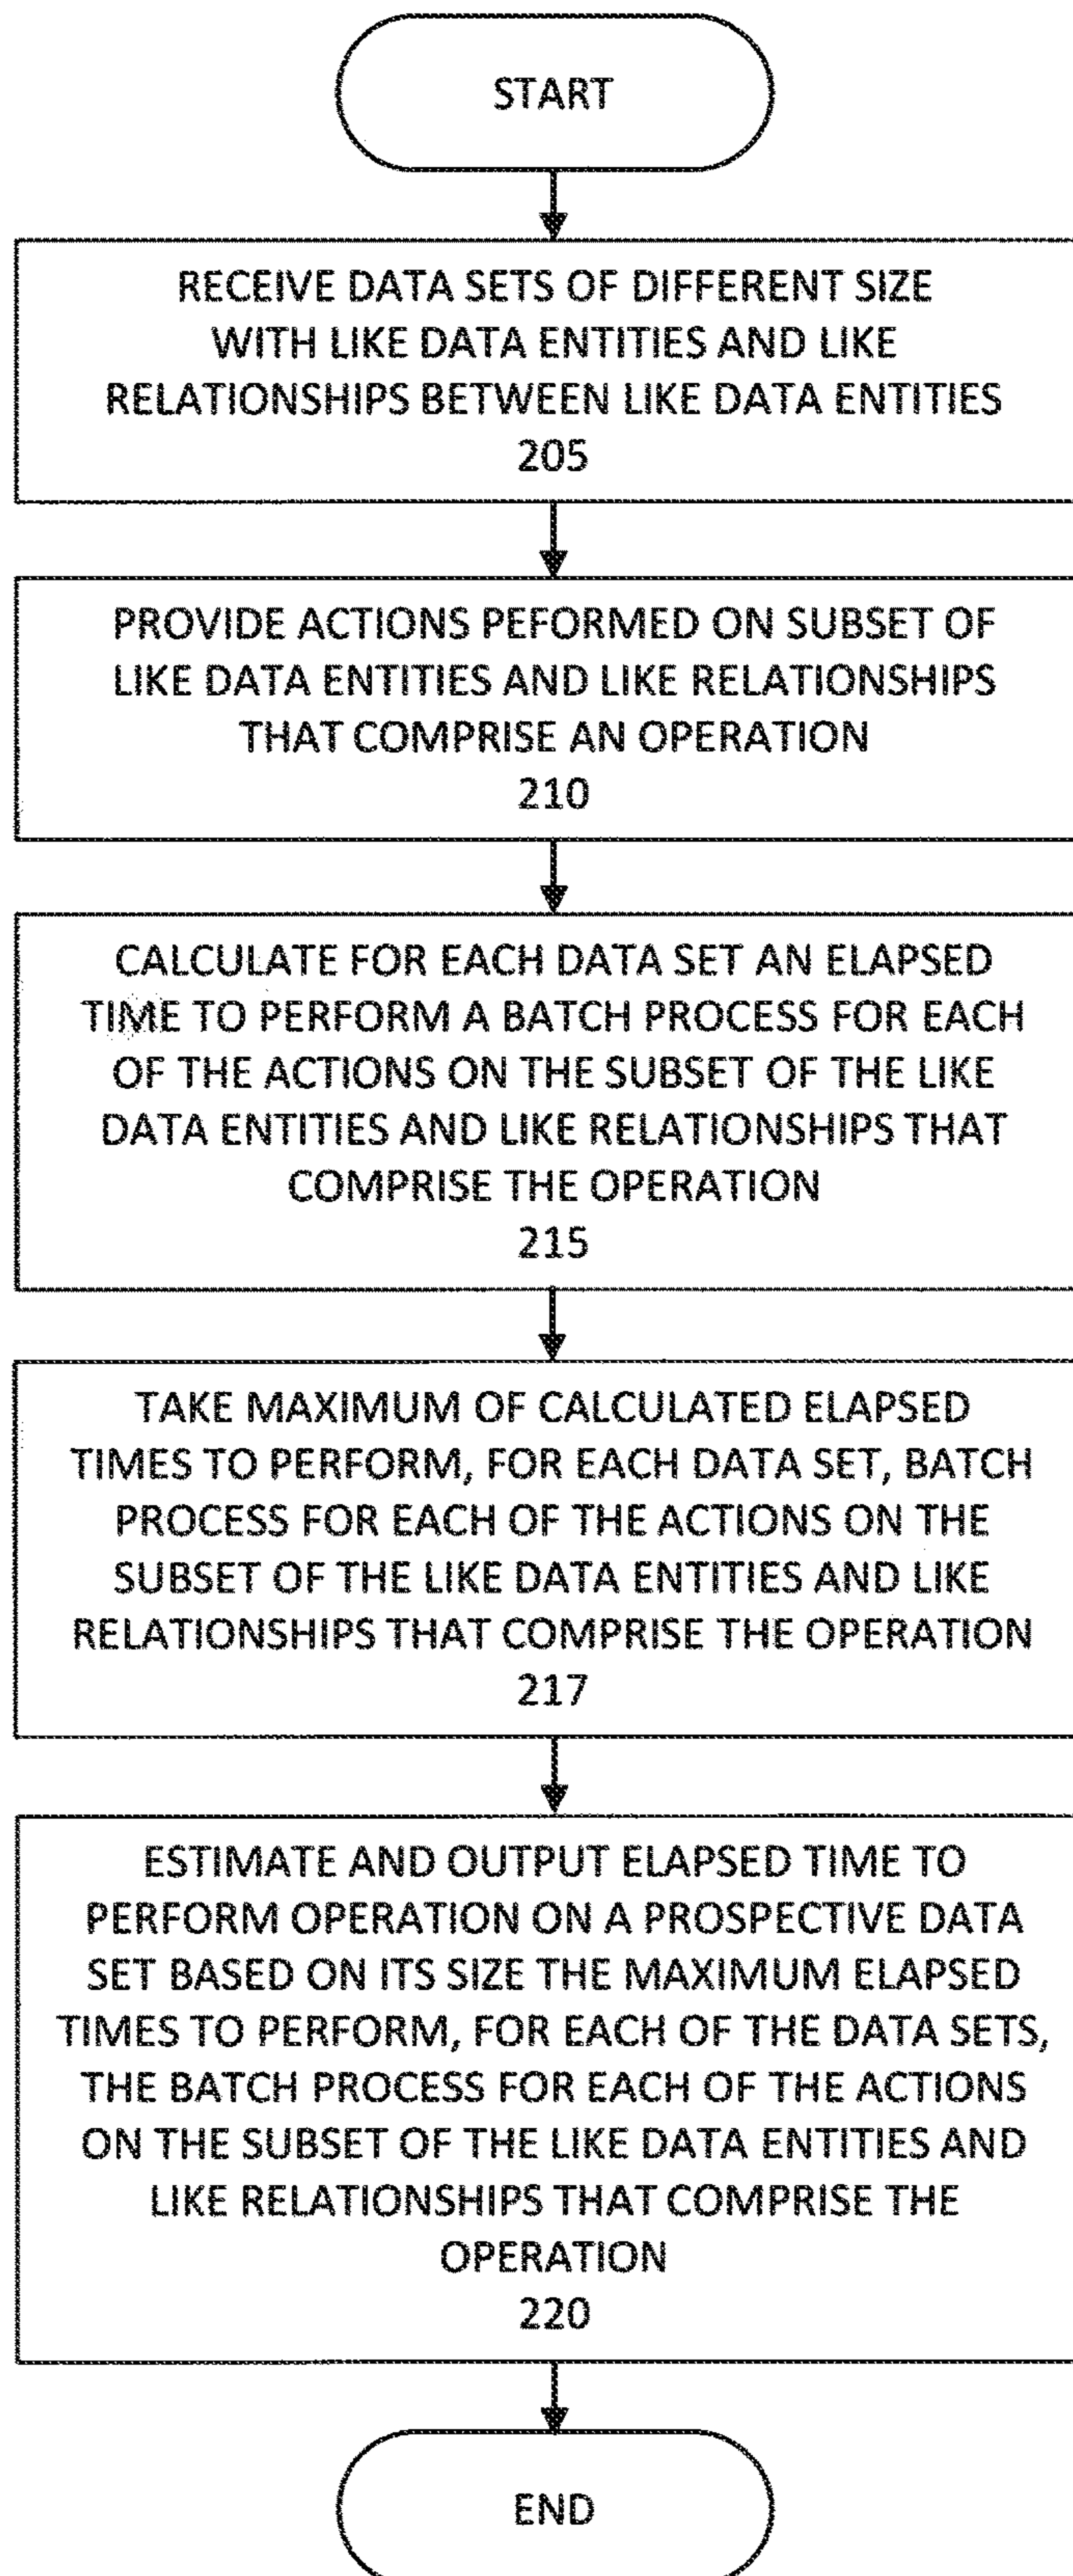 START
RECEIVE DATA SETS OF DIFFERENT SIZE
WITH LIKE DATA ENTITIES AND LIKE
RELATIONSHIPS BETWEEN LIKE DATA ENTITIES
205
PROVIDE ACTIONS PEFORMED ON SUBSET OF
LIKE DATA ENTITIES AND LIKE RELATIONSHIPS
THAT COMPRISE AN OPERATION
210
CALCULATE FOR EACH DATA SET AN ELAPSED
TIME TO PERFORM A BATCH PROCESS FOR EACH
OF THE ACTIONS ON THE SUBSET OF THE LIKE
DATA ENTITIES AND LIKE RELATIONSHIPS THAT
COMPRISE THE OPERATION
215
TAKE MAXIMUM OF CALCULATED ELAPSED
TIMES TO PERFORM, FOR EACH DATA SET, BATCH
PROCESS FOR EACH OF THE ACTIONS ON THE
SUBSET OF THE LIKE DATA ENTITIES AND LIKE
RELATIONSHIPS THAT COMPRISE THE OPERATION
217
ESTIMATE AND OUTPUT ELAPSED TIME TO
PERFORM OPERATION ON A PROSPECTIVE DATA
SET BASED ON ITS SIZE THE MAXIMUM ELAPSED
TIMES TO PERFORM, FOR EACH OF THE DATA SETS,
THE BATCH PROCESS FOR EACH OF THE ACTIONS
ON THE SUBSET OF THE LIKE DATA ENTITIES AND
LIKE RELATIONSHIPS THAT COMPRISE THE
OPERATION
220
END